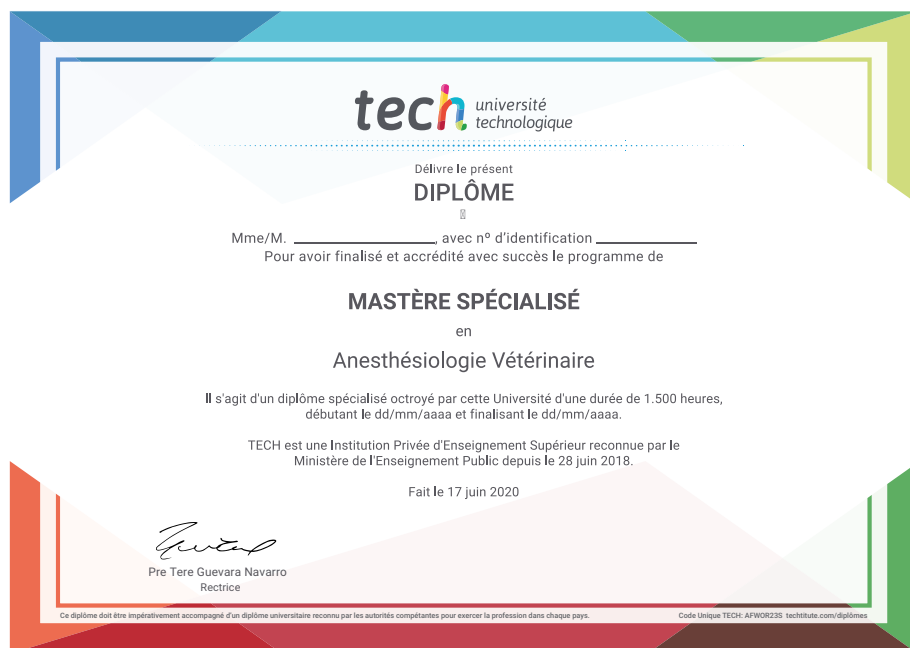 tech université
technologique
Délivre le présent
DIPLÔME
Mme/M. ____________________, avec nº d'identification ______________
Pour avoir finalisé et accrédité avec succès le programme de
MASTÈRE SPÉCIALISÉ
en
Anesthésiologie Vétérinaire
Il s'agit d'un diplôme spécialisé octroyé par cette Université d'une durée de 1.500 heures,
débutant le dd/mm/aaaa et finalisant le dd/mm/aaaa.
TECH est une Institution Privée d'Enseignement Supérieur reconnue par le
Ministère de l'Enseignement Public depuis le 28 juin 2018.
Fait le 17 juin 2020
Pre Tere Guevara Navarro
Rectrice
Ce diplôme doit être impérativement accompagné d'un diplôme universitaire reconnu par les autorités compétentes pour exercer la profession dans chaque pays.
Code Unique TECH: AFWOR23S techtitute.com/diplômes